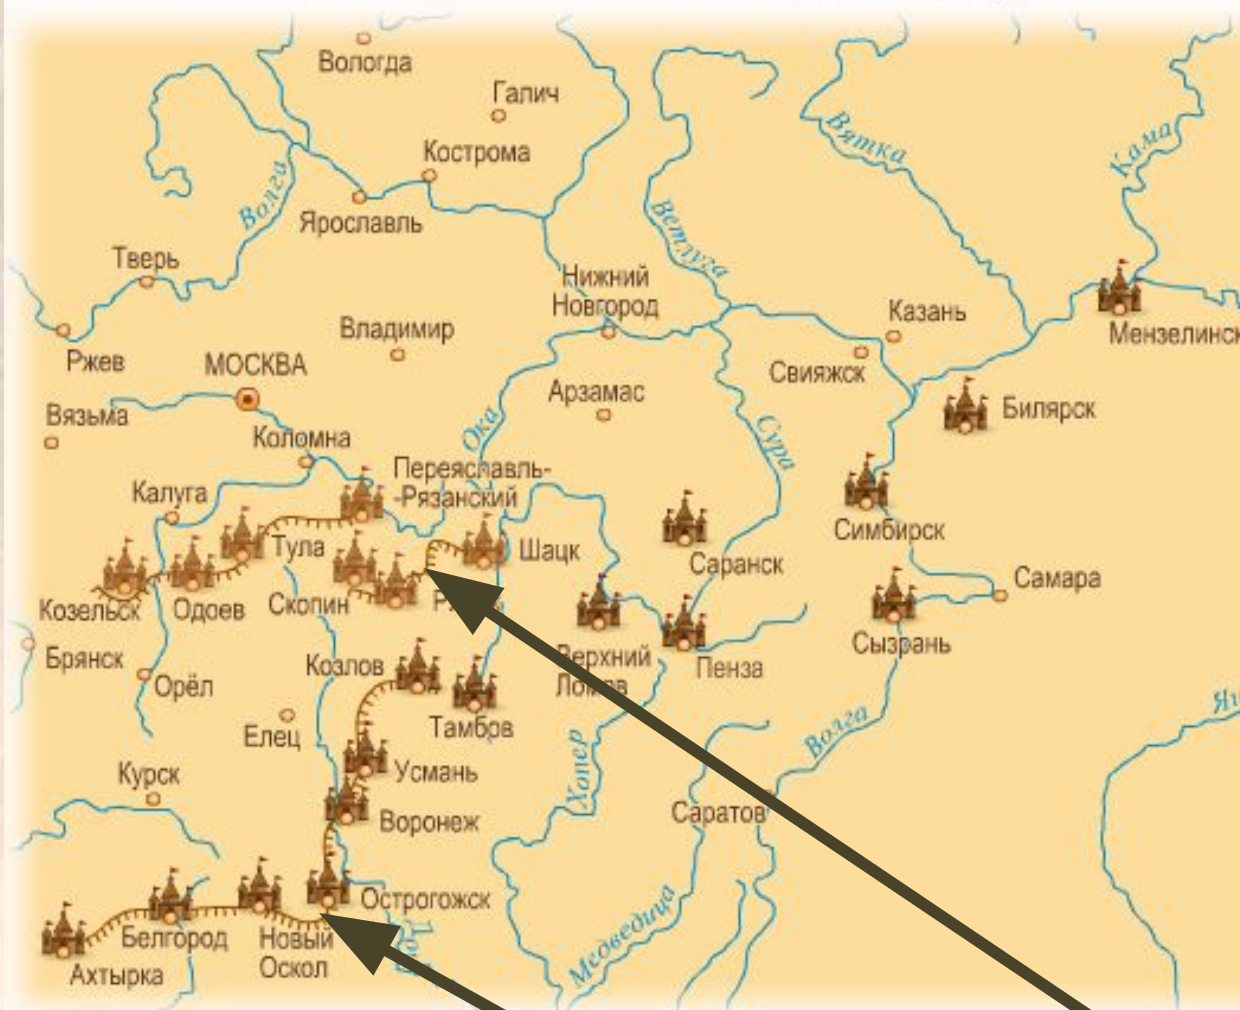 Вологда
Галич
Кострома
Вятка
Кама
Волга
Ярославль
Ветлуга
Тверь
Нижний
Новгород
Казань
Владимир
Мензелинск
Ржев
МОСКВА
Свияжск
Арзамас
Вязьма
Билярск
Ока
Сура
Коломна
Переяславль-
-Рязанский
Калуга
Симбирск
Тула
Шацк
Саранск
Самара
Козельск
Одоев
Скопин
Сызрань
Брянск
Козлов
Верхний
Ломов
Пенза
Орёл
Тамбов
Елец
Волга
Хопер
Курск
Усмань
Саратов
Воронеж
Острогожск
Медведица
Белгород
Новый
Оскол
Ахтырка